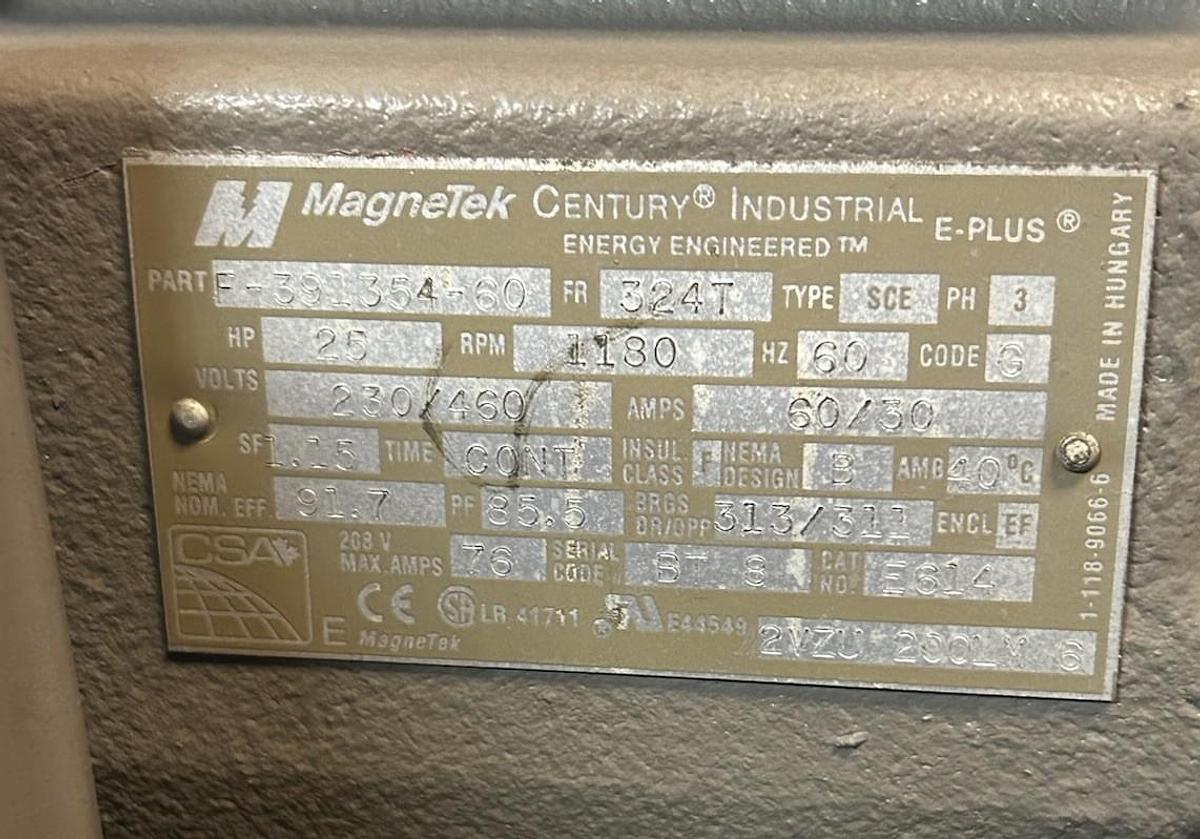 MagneTek CENTURY® INDUSTRIAL E-PLUS®
ENERGY ENGINEERED™
PART F-391354-60 FR 324T TYPE SCE PH 3
HP 25 RPM 1180 HZ 60 CODE G
VOLTS 230/460 AMPS 60/30
SF 1.15 TIME CONT INSUL CLASS F NEMA DESIGN B AMB 40°C
NEMA NOM. EFF. 91.7 PF 85.5 BRGS DR/OPP 313/311 ENCL EF
208 V MAX.AMPS 76 SERIAL CODE BT 8 CAT NO. E614
CSA E CE MagneTek SA LR 41711 ® UL E44549 2VZU 200LM 6
1-118-9066-6 MADE IN HUNGARY